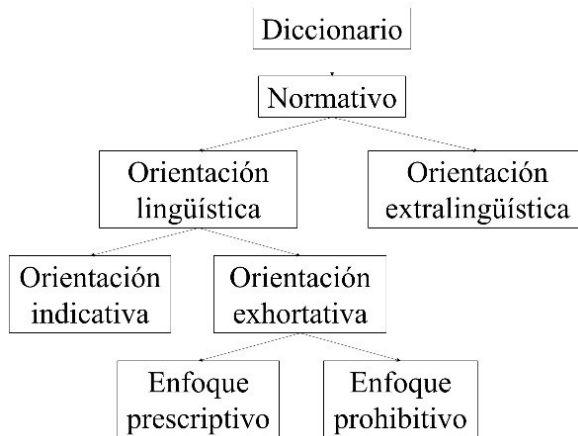 Diccionario
Normativo
Orientación
lingüística
Orientación
extralingüística
Orientación
indicativa
Orientación
exhortativa
Enfoque
prescriptivo
Enfoque
prohibitivo